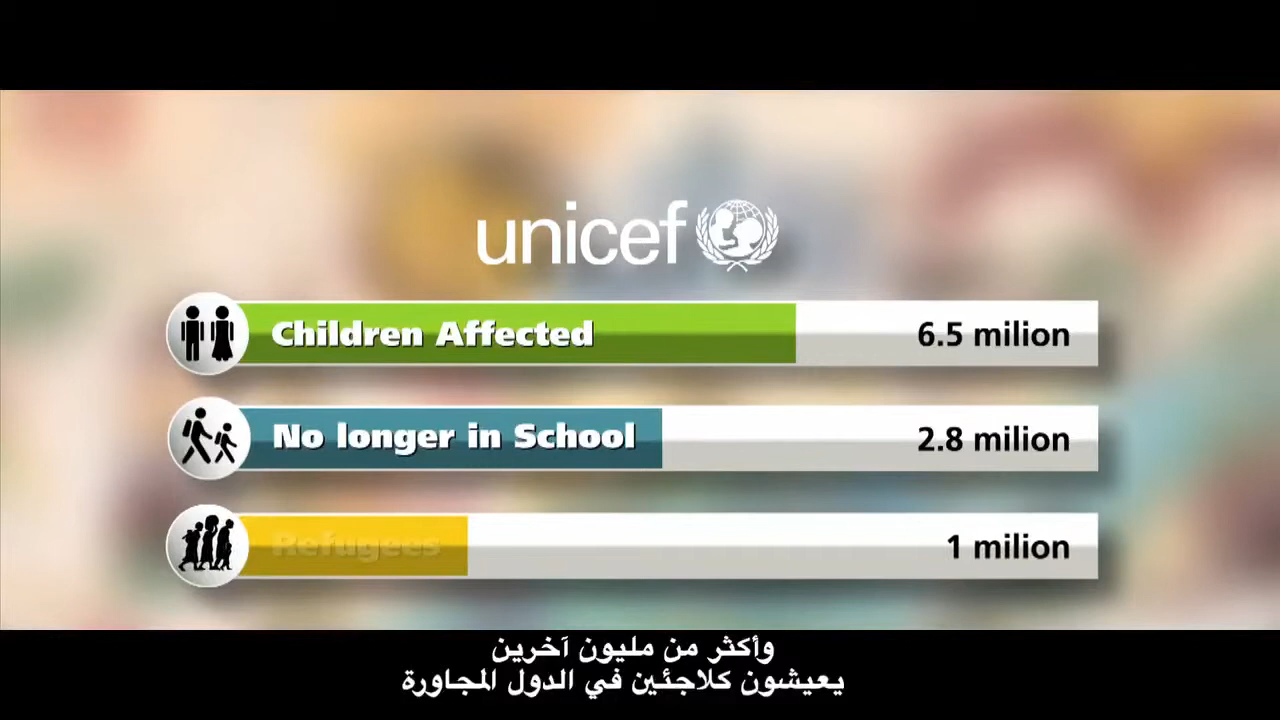 unicef
Children Affected 6.5 milion
No longer in School 2.8 milion
Refugees 1 milion
وأكثر من مليون آخرين
يعيشون كلاجئين في الدول المجاورة